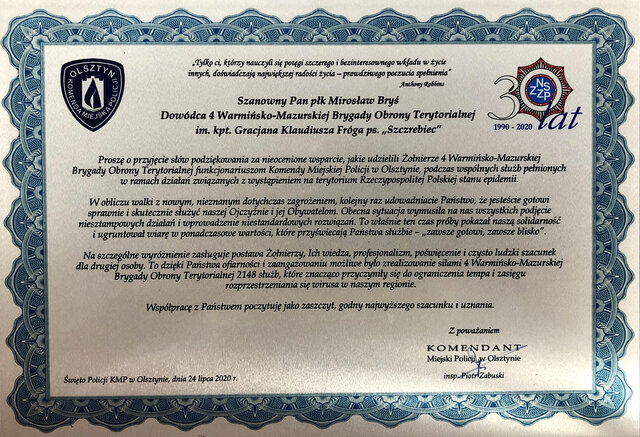 OLSZTYN
KOMENDA MIEJSKA POLICJI
„Tylko ci, którzy nauczyli się potęgi szczerego i bezinteresownego wkładu w życie
innych, doświadczają największej radości życia – prawdziwego poczucia spełnienia"
Anthony Robbins
30 lat
NSZZP
1990 - 2020
Szanowny Pan płk Mirosław Bryś
Dowódca 4 Warmińsko-Mazurskiej Brygady Obrony Terytorialnej
im. kpt. Gracjana Klaudiusza Fróga ps. „Szczrebiec"
Proszę o przyjęcie słów podziękowania za nieocenione wsparcie, jakie udzielili Żołnierze 4 Warmińsko-Mazurskiej
Brygady Obrony Terytorialnej funkcjonariuszom Komendy Miejskiej Policji w Olsztynie, podczas wspólnych służb pełnionych
w ramach działań związanych z wystąpieniem na terytorium Rzeczypospolitej Polskiej stanu epidemii.
W obliczu walki z nowym, nieznanym dotychczas zagrożeniem, kolejny raz udowadniacie Państwo, że jesteście gotowi
sprawnie i skutecznie służyć naszej Ojczyźnie i jej Obywatelom. Obecna sytuacja wymusiła na nas wszystkich podjęcie
nieszstampowych działań i wprowadzenie niestandardowych rozwiązań. To właśnie ten czas próby pokazał naszą solidarność
i ugruntował wiarę w ponadczasowe wartości, które przyświecają Państwa służbie – „zawsze gotowi, zawsze blisko".
Na szczególne wyróżnienie zasługuje postawa Żołnierzy, Ich wiedza, profesjonalizm, poświęcenie i czysto ludzki szacunek
dla drugiej osoby. To dzięki Państwa ofiarności i zaangażowaniu możliwe było zrealizowanie siłami 4 Warmińsko-Mazurskiej
Brygady Obrony Terytorialnej 2148 służb, które znacząco przyczyniły się do ograniczenia tempa i zasięgu
rozprzestrzeniania się wirusa w naszym regionie.
Współpracę z Państwem poczytuję jako zaszczyt, godny najwyższego szacunku i uznania.
Z poważaniem
KOMENDANT
Miejski Policji w Olsztynie
insp. Piotr Zabuski
Święto Policji KMP w Olsztynie, dnia 24 lipca 2020 r.